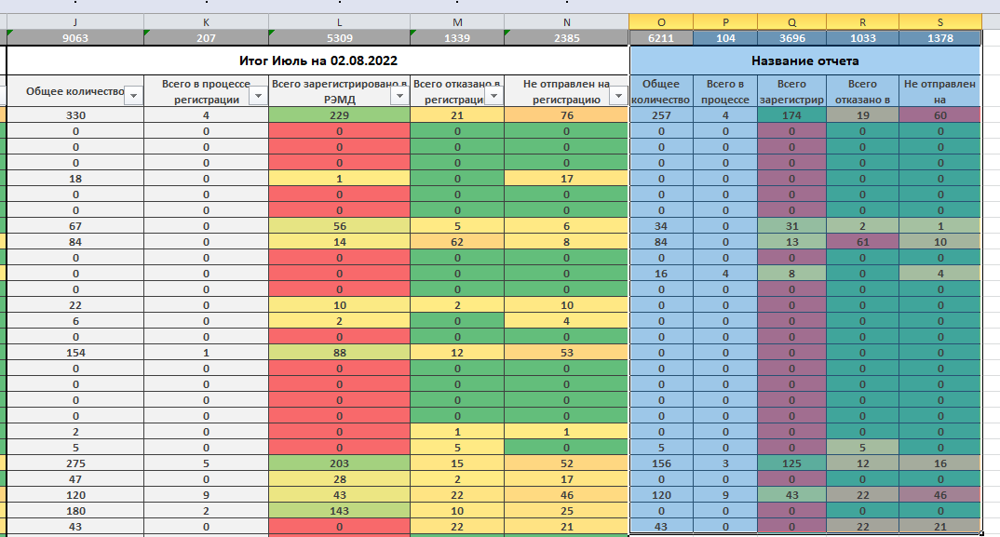 J K L M N O P Q R S
9063 207 5309 1339 2385 6211 104 3696 1033 1378
Итог Июль на 02.08.2022 Название отчета
Общее количество Всего в процессе регистрации Всего зарегистрировано в РЭМД Всего отказано в регистраци Не отправлен на регистрацию Общее количество Всего в процессе Всего зарегистрир Всего отказано в Не отправлен на
330 4 229 21 76 257 4 174 19 60
0 0 0 0 0 0 0 0 0 0
0 0 0 0 0 0 0 0 0 0
0 0 0 0 0 0 0 0 0 0
18 0 1 0 17 0 0 0 0 0
0 0 0 0 0 0 0 0 0 0
0 0 0 0 0 0 0 0 0 0
67 0 56 5 6 34 0 31 2 1
84 0 14 62 8 84 0 13 61 10
0 0 0 0 0 0 0 0 0 0
0 0 0 0 0 16 4 8 0 4
0 0 0 0 0 0 0 0 0 0
22 0 10 2 10 0 0 0 0 0
6 0 2 0 4 0 0 0 0 0
0 0 0 0 0 0 0 0 0 0
154 1 88 12 53 0 0 0 0 0
0 0 0 0 0 0 0 0 0 0
0 0 0 0 0 0 0 0 0 0
0 0 0 0 0 0 0 0 0 0
0 0 0 0 0 0 0 0 0 0
2 0 0 1 1 0 0 0 0 0
5 0 0 5 0 5 0 0 5 0
275 5 203 15 52 156 3 125 12 16
47 0 28 2 17 0 0 0 0 0
120 9 43 22 46 120 9 43 22 46
180 2 143 10 25 0 0 0 0 0
43 0 0 22 21 43 0 0 22 21